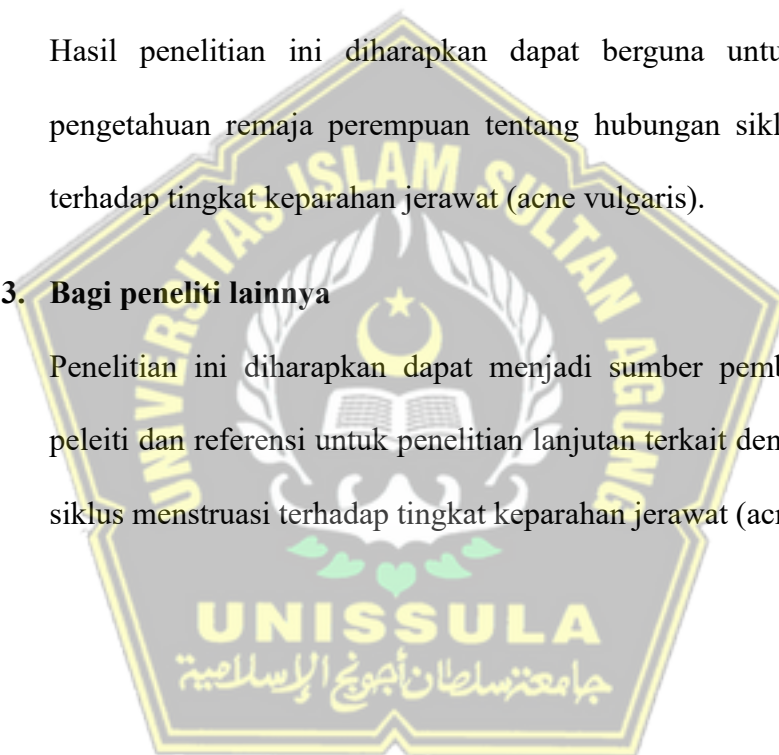 Hasil penelitian ini diharapkan dapat berguna untu
pengetahuan remaja perempuan tentang hubungan sikl
terhadap tingkat keparahan jerawat (acne vulgaris).
3. Bagi peneliti lainnya
Penelitian ini diharapkan dapat menjadi sumber pemb
peleiti dan referensi untuk penelitian lanjutan terkait den
siklus menstruasi terhadap tingkat keparahan jerawat (acn
UNIVERSITAS ISLAM SULTAN AGUNG
UNISSULA
جامعترسلطان أجونج الإسلامية